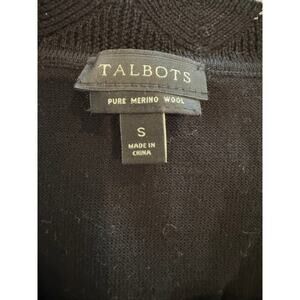 TALBOTS
PURE MERINO WOOL
S
MADE IN
CHINA